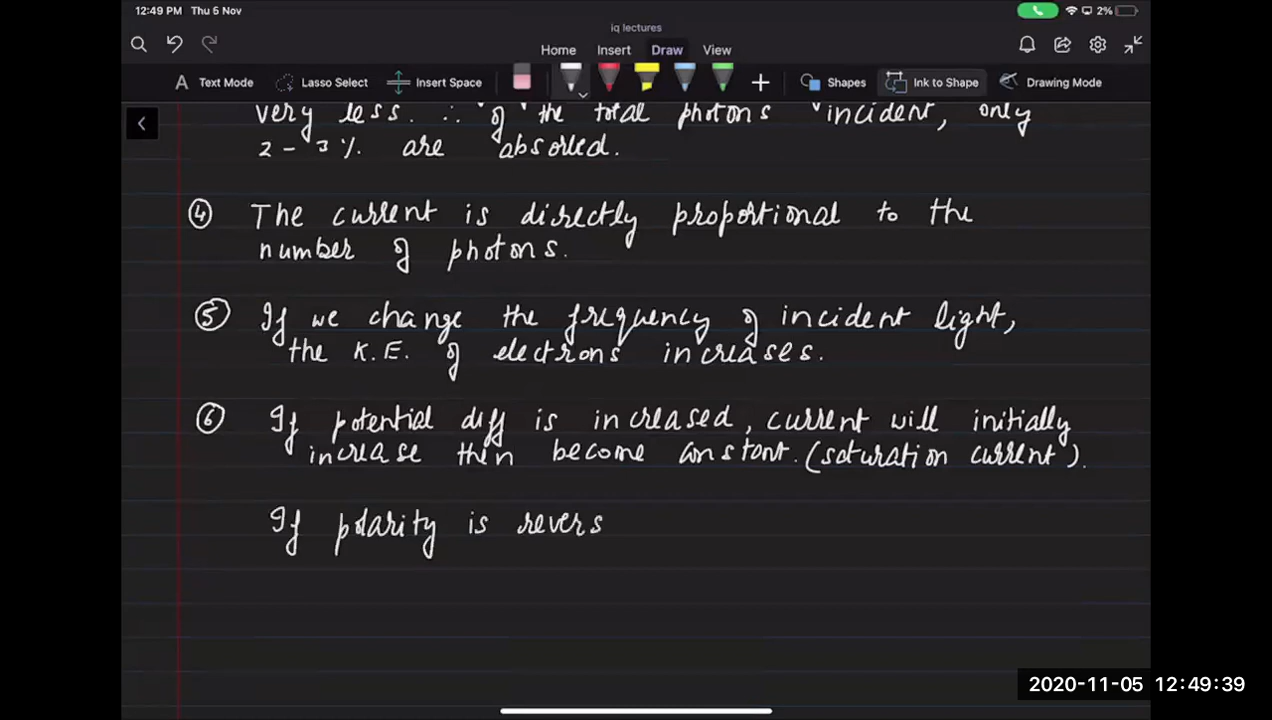 12:49 PM Thu 5 Nov
2%
iq lectures
Home Insert Draw View
Text Mode Lasso Select Insert Space Shapes Ink to Shape Drawing Mode
very less. ∴ of the total photons incident, only
2 - 3 % are absorbed.
④ The current is directly proportional to the
number of photons.
⑤ If we change the frequency of incident light,
the K.E. of electrons increases.
⑥ If potential diff is increased, current will initially
increase then become constant. (saturation current).
If polarity is revers
2020-11-05 12:49:39